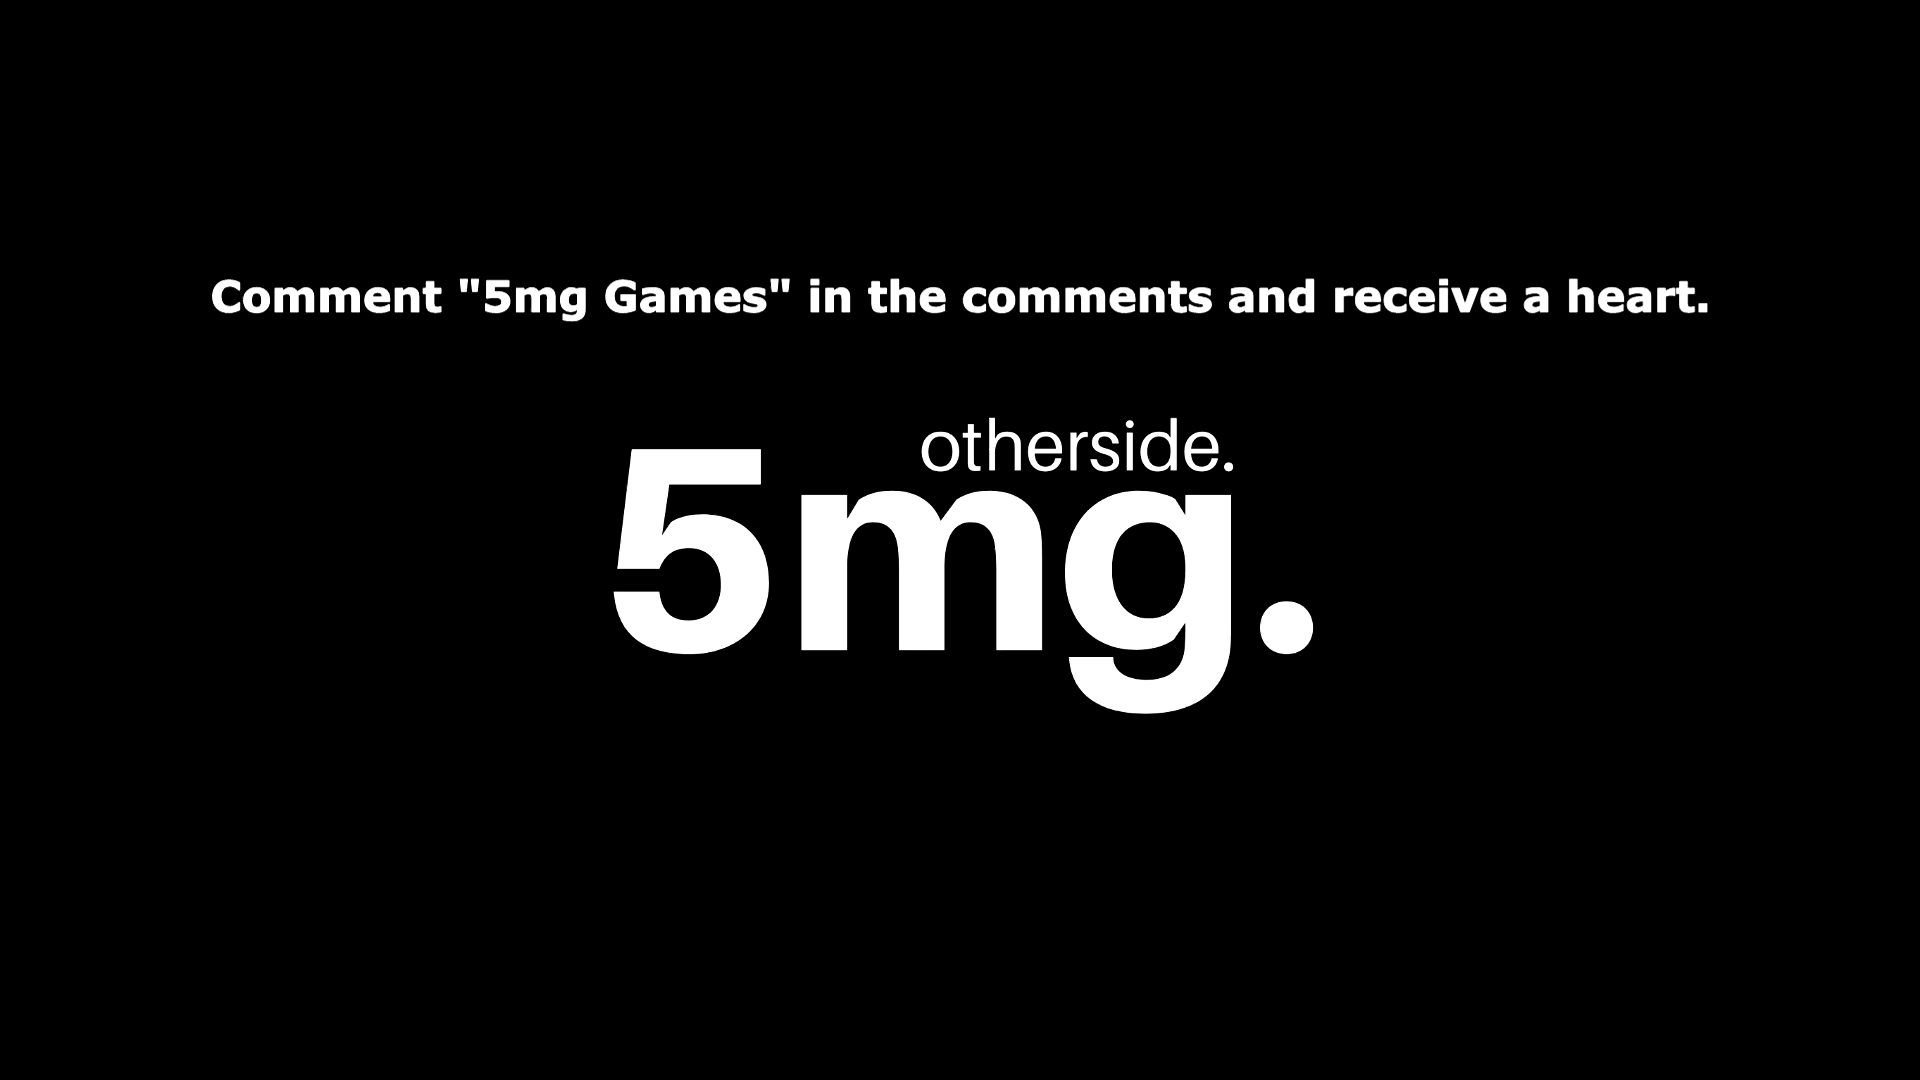 Comment "5mg Games" in the comments and receive a heart.
otherside.
5mg.